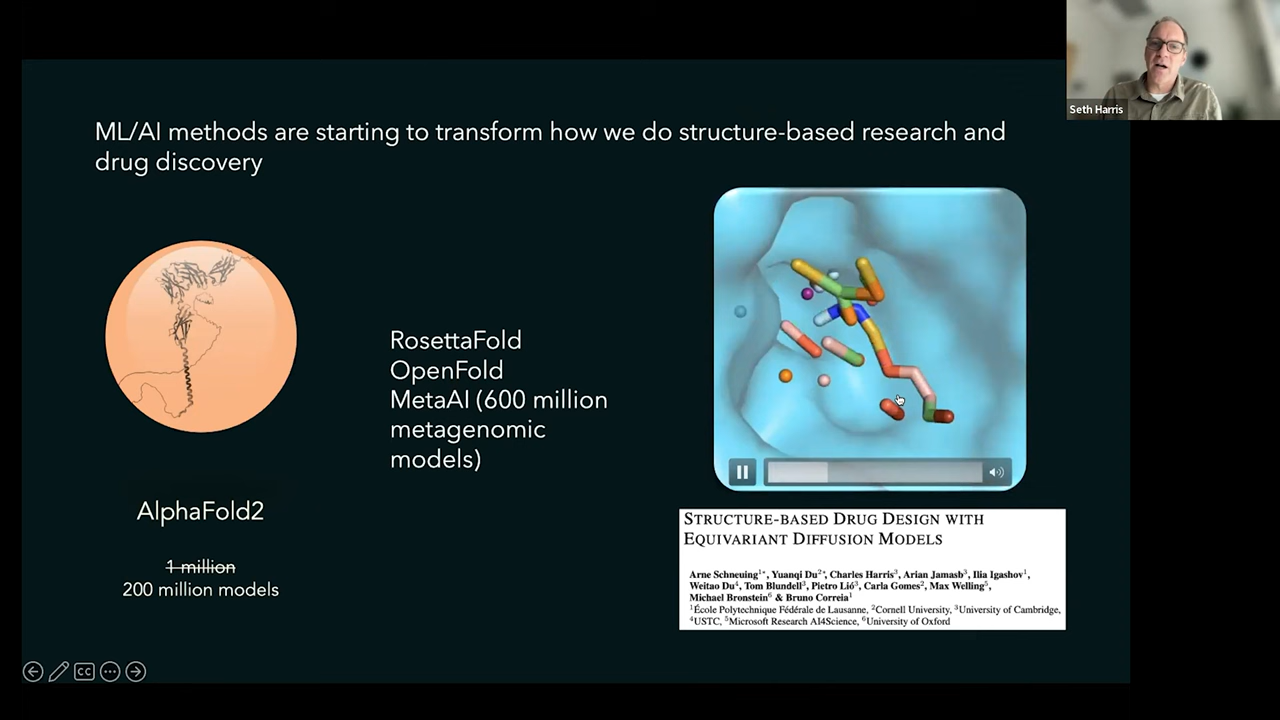 Seth Harris
ML/AI methods are starting to transform how we do structure-based research and
drug discovery
RosettaFold
OpenFold
MetaAI (600 million
metagenomic
models)
AlphaFold2
1 million
200 million models
STRUCTURE-BASED DRUG DESIGN WITH
EQUIVARIANT DIFFUSION MODELS
Arne Schneuing¹*, Yuanqi Du²*, Charles Harris³, Arian Jamasb³, Ilia Igashov¹,
Weitao Du⁴, Tom Blundell³, Pietro Lió³, Carla Gomes², Max Welling⁵,
Michael Bronstein⁶ & Bruno Correia¹
¹École Polytechnique Fédérale de Lausanne, ²Cornell University, ³University of Cambridge,
⁴USTC, ⁵Microsoft Research AI4Science, ⁶University of Oxford
CC